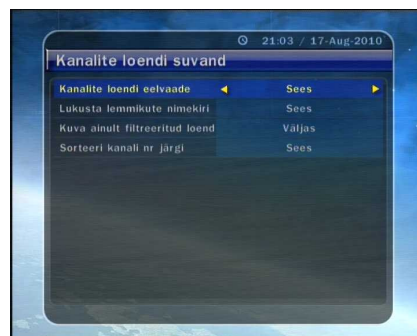 21:03 / 17-Aug-2010
Kanalite loendi suvand
Kanalite loendi eelvaade Sees
Lukusta lemmikute nimekiri Sees
Kuva ainult filtreeritud loend Väljas
Sorteeri kanali nr järgi Sees